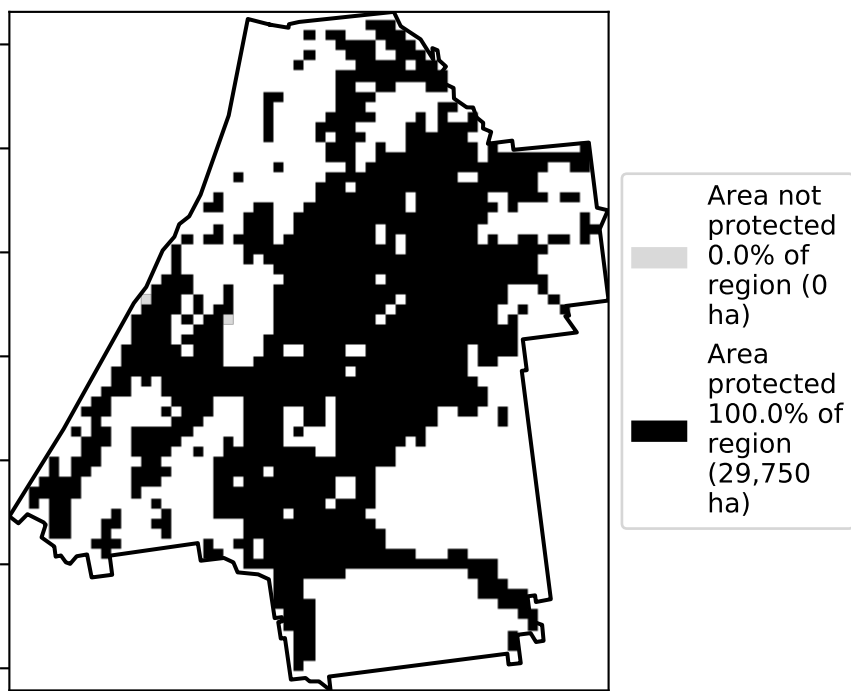 Area not
protected
0.0% of
region (0
ha)
Area
protected
100.0% of
region
(29,750
ha)